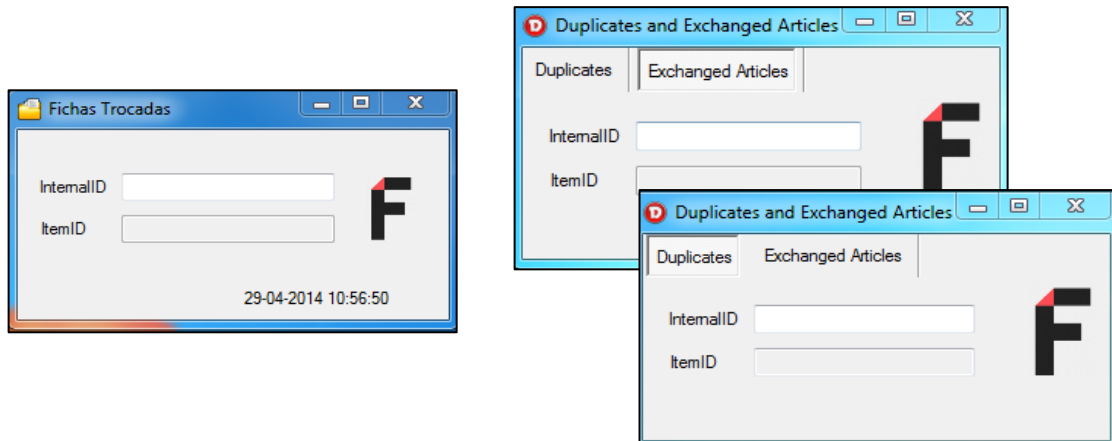 Fichas Trocadas
InternalID
ItemID
29-04-2014 10:56:50
Duplicates and Exchanged Articles
Duplicates
Exchanged Articles
InternalID
ItemID
Duplicates and Exchanged Articles
Duplicates
Exchanged Articles
InternalID
ItemID